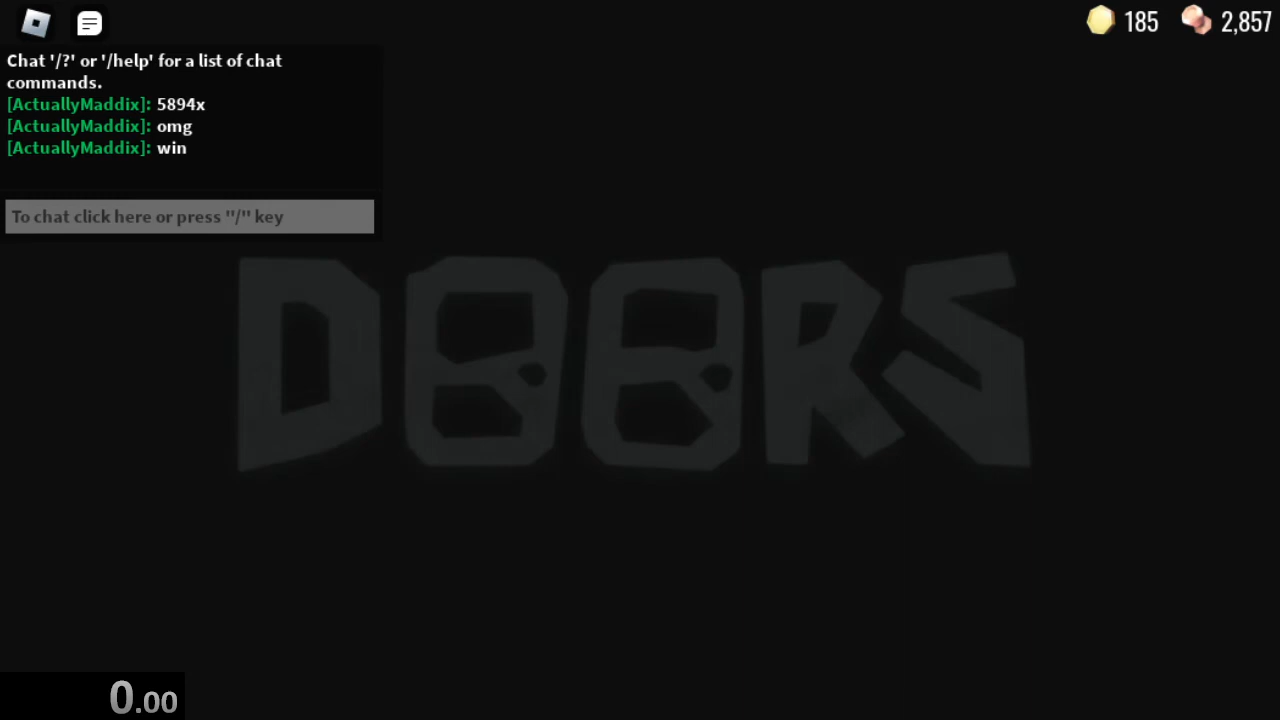 185 2,857
Chat '/?' or '/help' for a list of chat
commands.
[ActuallyMaddix]: 5894x
[ActuallyMaddix]: omg
[ActuallyMaddix]: win
To chat click here or press "/" key
DOORS
0.00